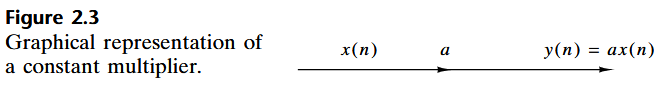 Figure 2.3
Graphical representation of
a constant multiplier.
x(n) a y(n) = ax(n)